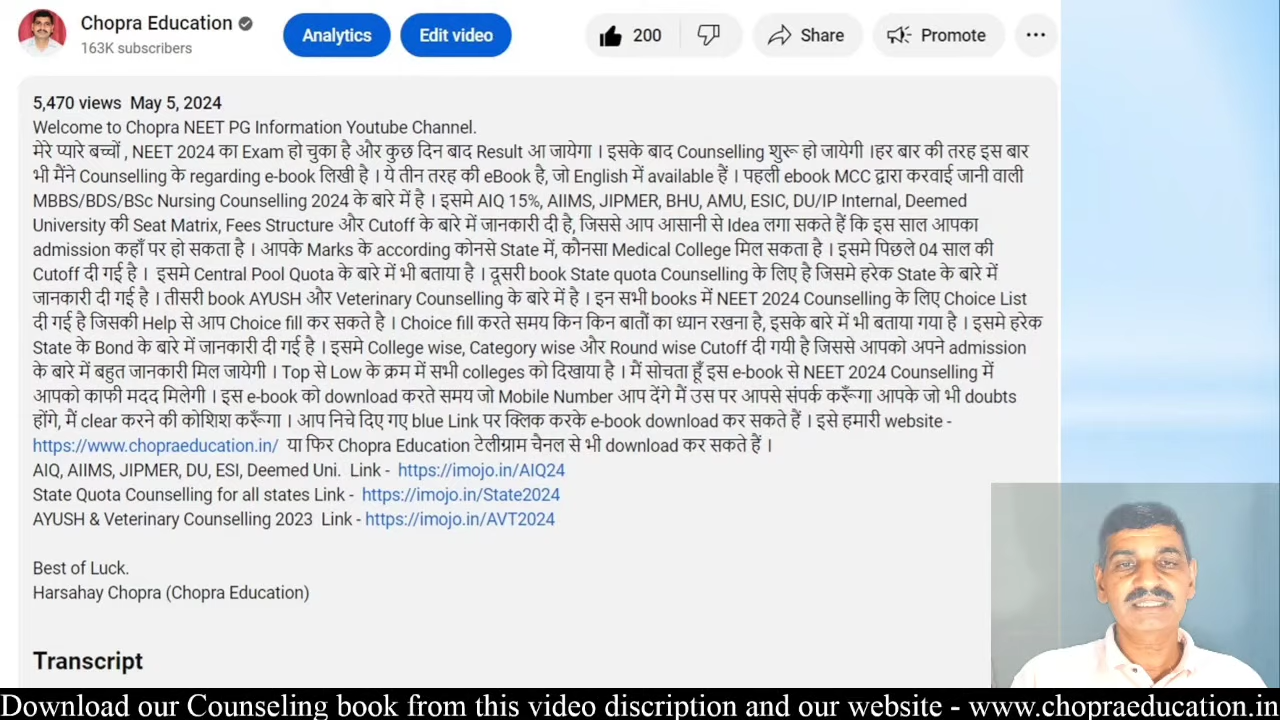 Chopra Education
163K subscribers
Analytics
Edit video
200
Share
Promote
5,470 views May 5, 2024
Welcome to Chopra NEET PG Information Youtube Channel.
मेरे प्यारे बच्चों , NEET 2024 का Exam हो चुका है और कुछ दिन बाद Result आ जायेगा । इसके बाद Counselling शुरू हो जायेगी ।हर बार की तरह इस बार
भी मैंने Counselling के regarding e-book लिखी है । ये तीन तरह की eBook है, जो English में available हैं । पहली ebook MCC द्वारा करवाई जानी वाली
MBBS/BDS/BSc Nursing Counselling 2024 के बारे में है । इसमे AIQ 15%, AIIMS, JIPMER, BHU, AMU, ESIC, DU/IP Internal, Deemed
University की Seat Matrix, Fees Structure और Cutoff के बारे में जानकारी दी है, जिससे आप आसानी से Idea लगा सकते हैं कि इस साल आपका
admission कहाँ पर हो सकता है । आपके Marks के according कोनसे State में, कौनसा Medical College मिल सकता है । इसमे पिछले 04 साल की
Cutoff दी गई है । इसमे Central Pool Quota के बारे में भी बताया है । दूसरी book State quota Counselling के लिए है जिसमे हरेक State के बारे में
जानकारी दी गई है । तीसरी book AYUSH और Veterinary Counselling के बारे में है । इन सभी books में NEET 2024 Counselling के लिए Choice List
दी गई है जिसकी Help से आप Choice fill कर सकते है । Choice fill करते समय किन किन बातों का ध्यान रखना है, इसके बारे में भी बताया गया है । इसमे हरेक
State के Bond के बारे में जानकारी दी गई है । इसमे College wise, Category wise और Round wise Cutoff दी गयी है जिससे आपको अपने admission
के बारे में बहुत जानकारी मिल जायेगी । Top से Low के क्रम में सभी colleges को दिखाया है । मैं सोचता हूँ इस e-book से NEET 2024 Counselling में
आपको काफी मदद मिलेगी । इस e-book को download करते समय जो Mobile Number आप देंगे मैं उस पर आपसे संपर्क करूँगा आपके जो भी doubts
होंगे, मैं clear करने की कोशिश करूँगा । आप निचे दिए गए blue Link पर क्लिक करके e-book download कर सकते हैं । इसे हमारी website -
https://www.chopraeducation.in/ या फिर Chopra Education टेलीग्राम चैनल से भी download कर सकते हैं ।
AIQ, AIIMS, JIPMER, DU, ESI, Deemed Uni. Link - https://imojo.in/AIQ24
State Quota Counselling for all states Link - https://imojo.in/State2024
AYUSH & Veterinary Counselling 2023 Link - https://imojo.in/AVT2024
Best of Luck.
Harsahay Chopra (Chopra Education)
Transcript
Download our Counseling book from this video discription and our website - www.chopraeducation.in